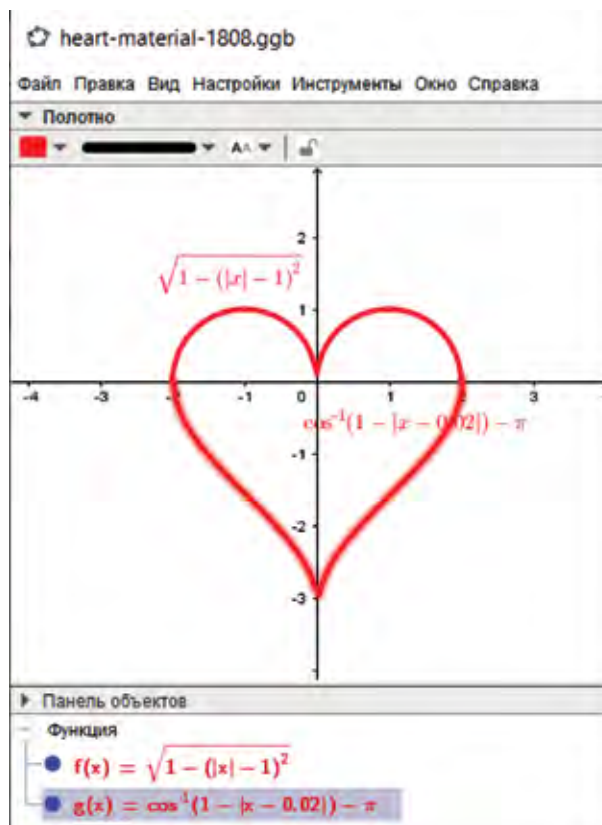 heart-material-1808.ggb
Файл Правка Вид Настройки Инструменты Окно Справка
Полотно
AA
2
√1 − (|x| − 1)²
1
-4 -3 -2 -1 0 1 2 3
cos⁻¹(1 − |x − 0.02|) − π
-1
-2
-3
Панель объектов
Функция
f(x) = √1 − (|x| − 1)²
g(x) = cos⁻¹(1 − |x − 0.02|) − π